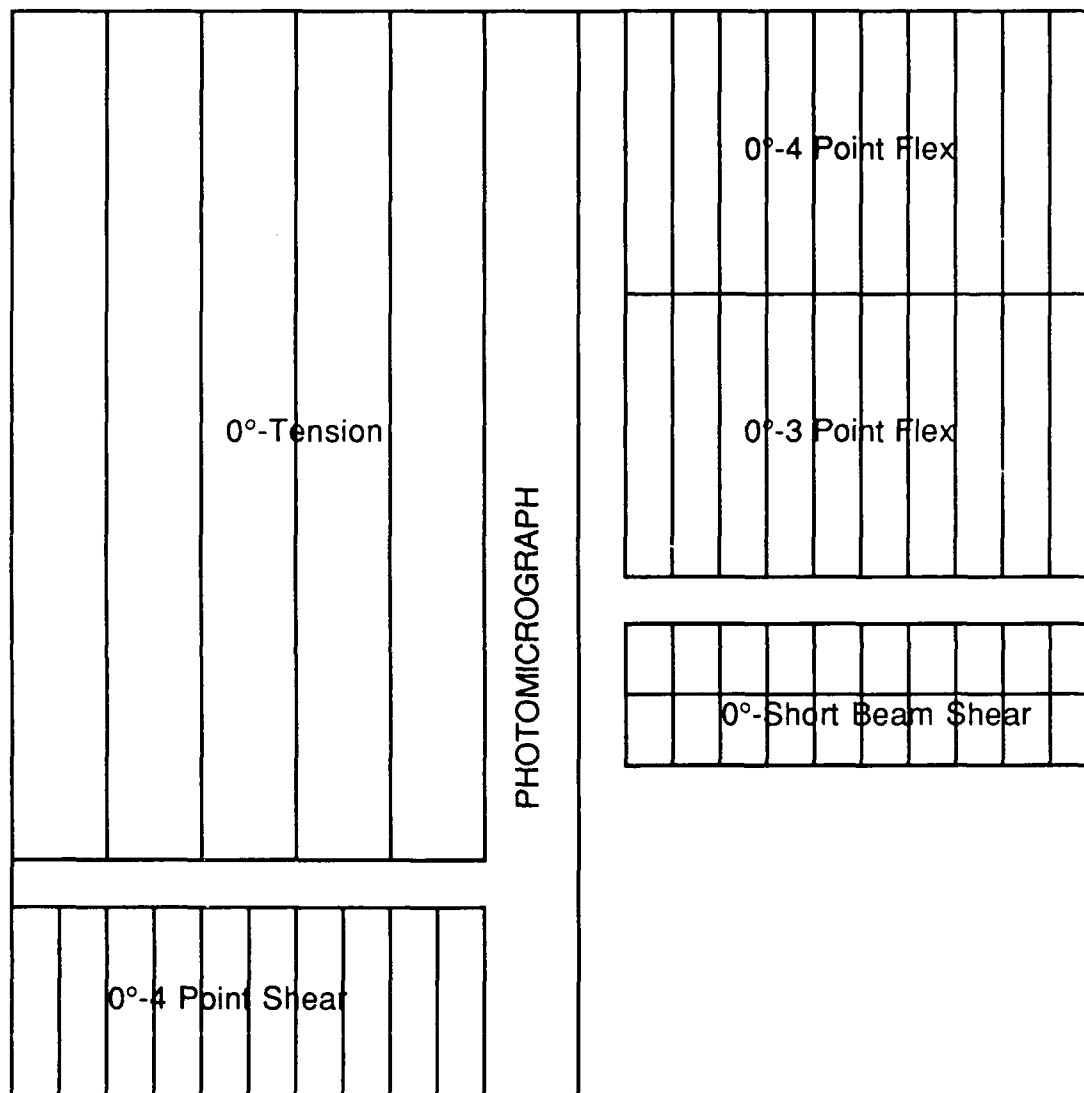 0°-4 Point Flex
0°-Tension
0°-3 Point Flex
PHOTOMICROGRAPH
0°-Short Beam Shear
0°-4 Point Shear